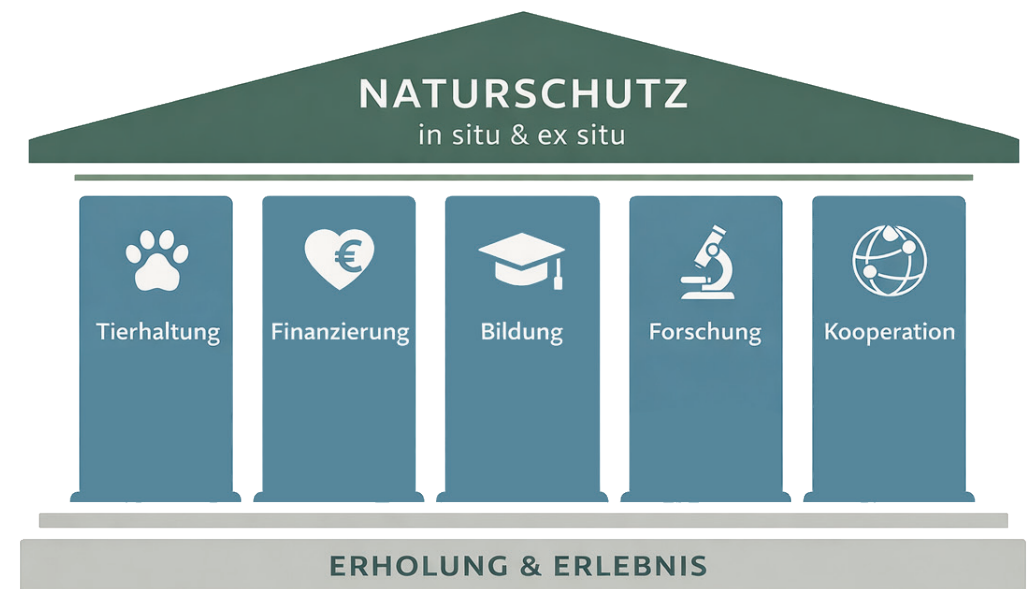 NATURSCHUTZ
in situ & ex situ
€
Tierhaltung
Finanzierung
Bildung
Forschung
Kooperation
ERHOLUNG & ERLEBNIS